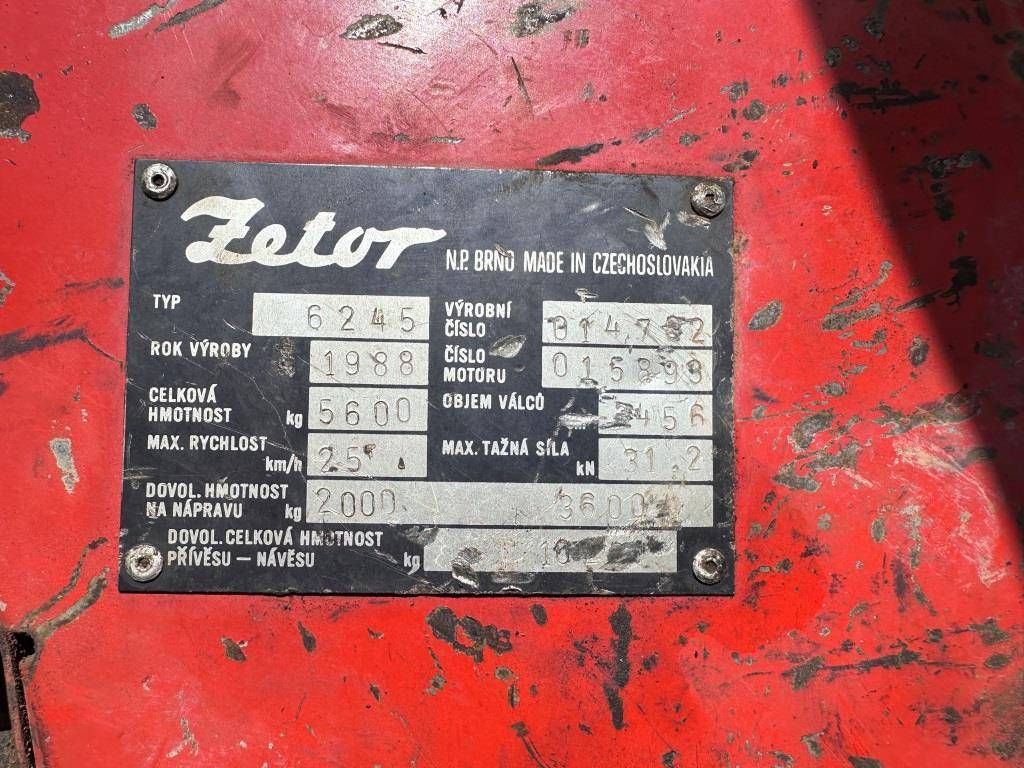 Zetor
N.P. BRNO MADE IN CZECHOSLOVAKIA
TYP 6245
ROK VÝROBY 1988
CELKOVÁ
HMOTNOST kg 5600
MAX. RYCHLOST
km/h 25
VÝROBNÍ
ČÍSLO
ČÍSLO
MOTORU
OBJEM VÁLCŮ
MAX. TAŽNÁ SÍLA
kN 31.2
DOVOL. HMOTNOST
NA NÁPRAVU kg 2000 3600
DOVOL. CELKOVÁ HMOTNOST
PŘÍVĚSU – NÁVĚSU kg